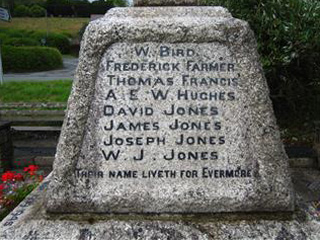 W. BIRD.
FREDERICK FARMER.
THOMAS FRANCIS.
A E W HUGHES.
DAVID JONES.
JAMES JONES.
JOSEPH JONES.
W. J. JONES.
THEIR NAME LIVETH FOR EVERMORE